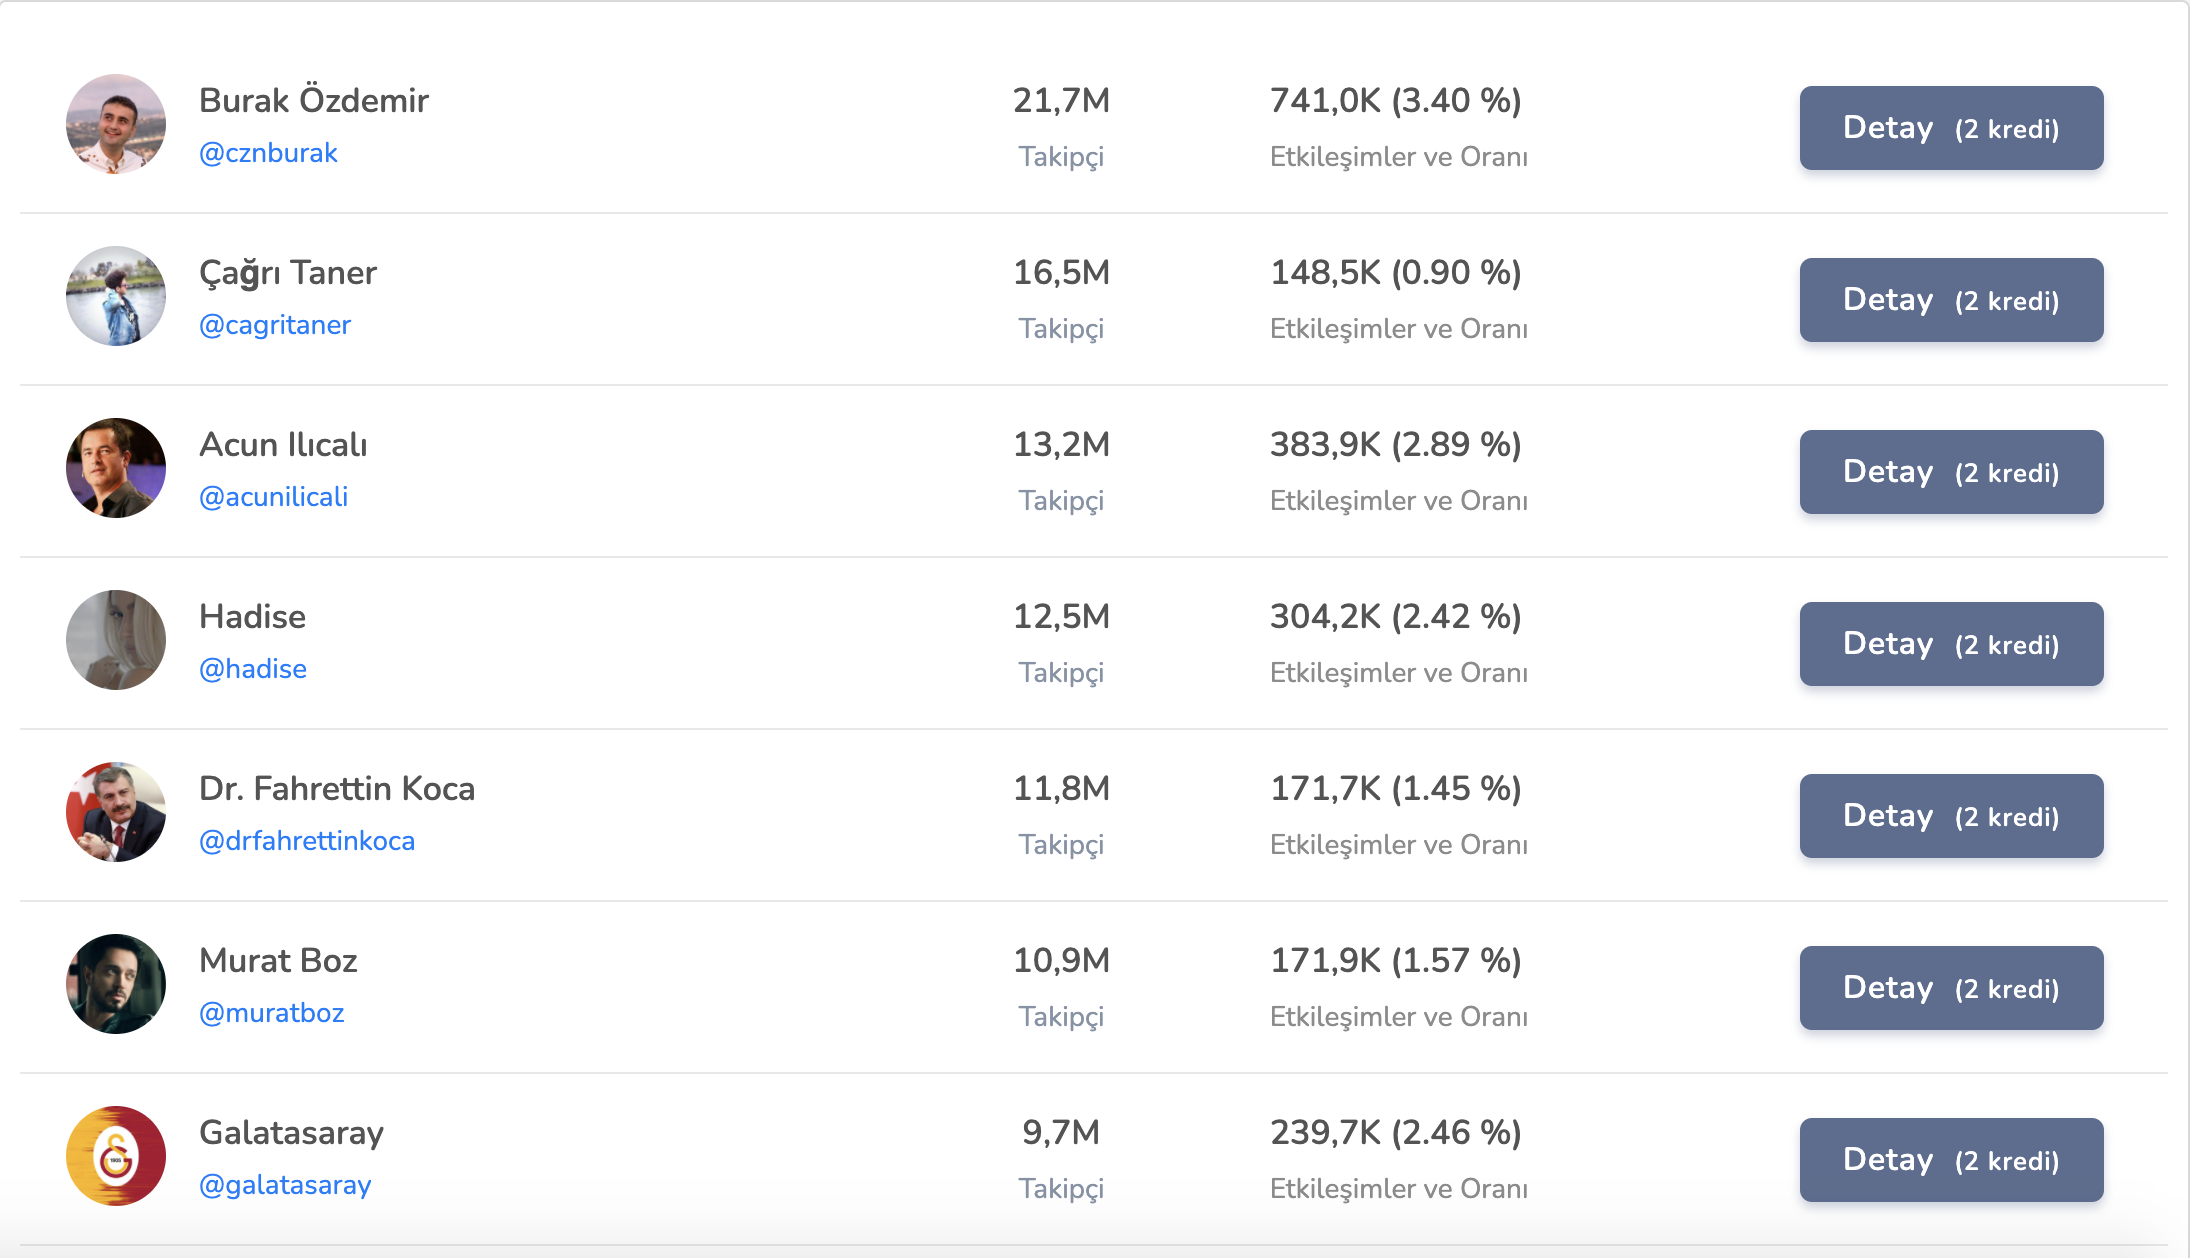 Burak Özdemir
@cznburak
21,7M
Takipçi
741,0K (3.40 %)
Etkileşimler ve Oranı
Detay (2 kredi)
Çağrı Taner
@cagritaner
16,5M
Takipçi
148,5K (0.90 %)
Etkileşimler ve Oranı
Detay (2 kredi)
Acun Ilıcalı
@acunilicali
13,2M
Takipçi
383,9K (2.89 %)
Etkileşimler ve Oranı
Detay (2 kredi)
Hadise
@hadise
12,5M
Takipçi
304,2K (2.42 %)
Etkileşimler ve Oranı
Detay (2 kredi)
Dr. Fahrettin Koca
@drfahrettinkoca
11,8M
Takipçi
171,7K (1.45 %)
Etkileşimler ve Oranı
Detay (2 kredi)
Murat Boz
@muratboz
10,9M
Takipçi
171,9K (1.57 %)
Etkileşimler ve Oranı
Detay (2 kredi)
Galatasaray
@galatasaray
9,7M
Takipçi
239,7K (2.46 %)
Etkileşimler ve Oranı
Detay (2 kredi)